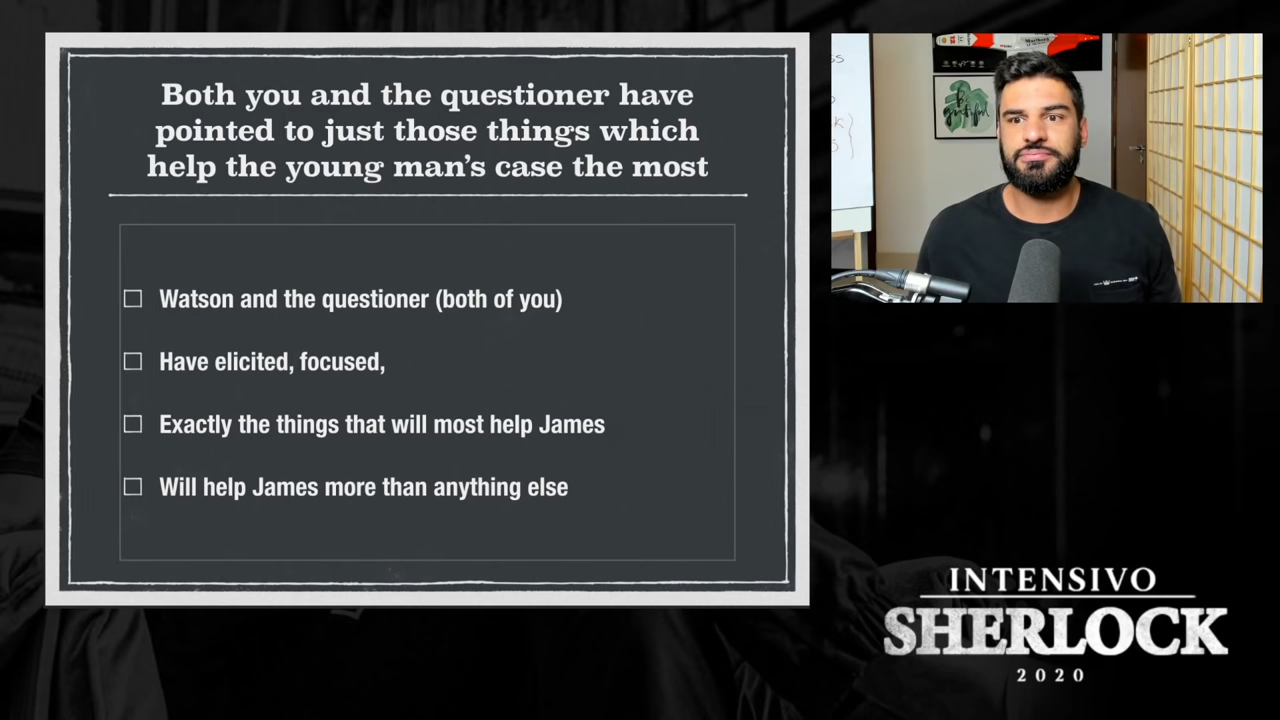 Both you and the questioner have
pointed to just those things which
help the young man's case the most
Watson and the questioner (both of you)
Have elicited, focused,
Exactly the things that will most help James
Will help James more than anything else
INTENSIVO
SHERLOCK
2020